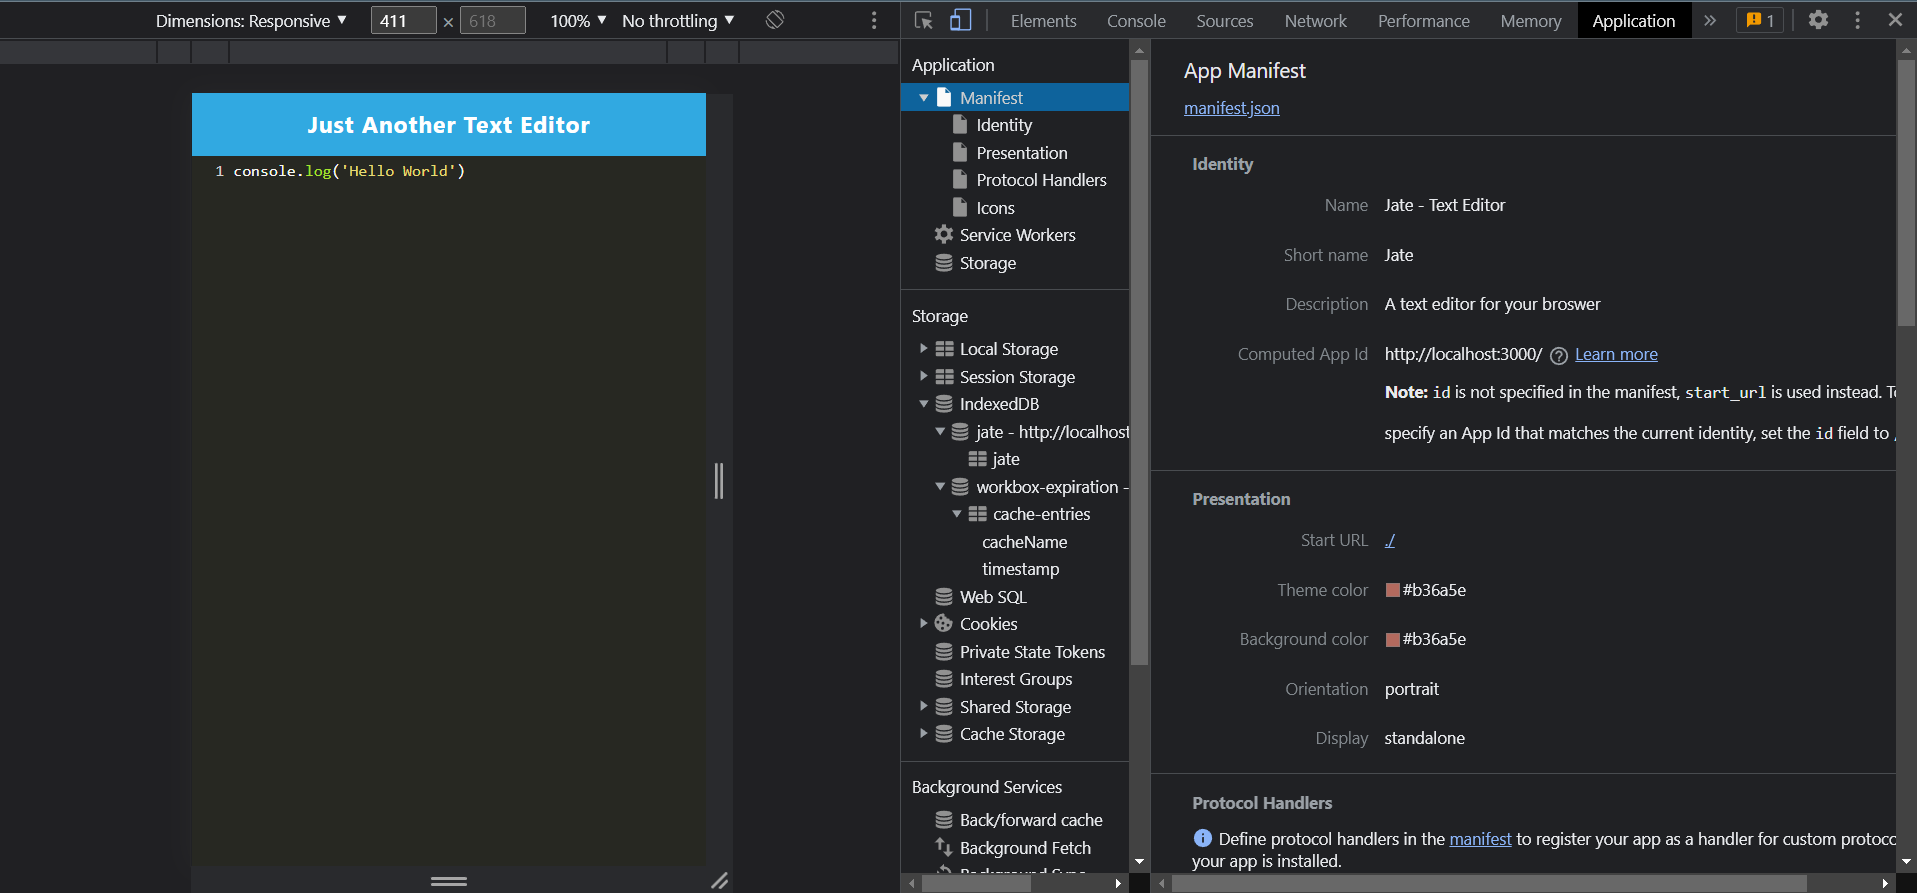 Dimensions: Responsive ▼ 411 × 618 100% ▼ No throttling ▼
Elements Console Sources Network Performance Memory Application » 1
Just Another Text Editor
1 console.log('Hello World')
Application
Manifest
Identity
Presentation
Protocol Handlers
Icons
Service Workers
Storage
Storage
Local Storage
Session Storage
IndexedDB
jate - http://localhost
jate
workbox-expiration -
cache-entries
cacheName
timestamp
Web SQL
Cookies
Private State Tokens
Interest Groups
Shared Storage
Cache Storage
Background Services
Back/forward cache
Background Fetch
App Manifest
manifest.json
Identity
Name Jate - Text Editor
Short name Jate
Description A text editor for your broswer
Computed App Id http://localhost:3000/ Learn more
Note: id is not specified in the manifest, start_url is used instead. To
specify an App Id that matches the current identity, set the id field to
Presentation
Start URL ./
Theme color #b36a5e
Background color #b36a5e
Orientation portrait
Display standalone
Protocol Handlers
Define protocol handlers in the manifest to register your app as a handler for custom protoco
your app is installed.